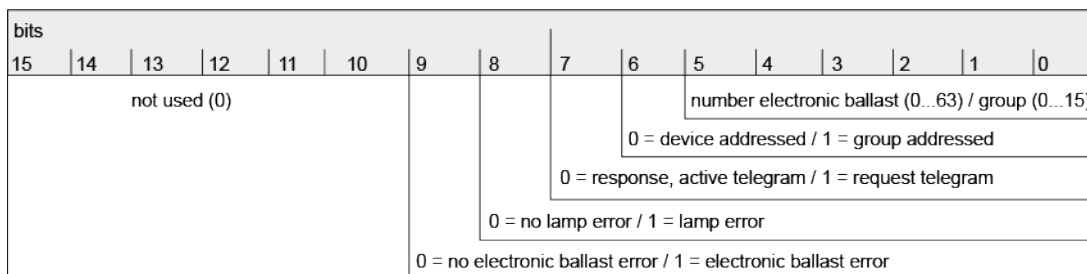 bits
15 14 13 12 11 10 9 8 7 6 5 4 3 2 1 0
not used (0) number electronic ballast (0...63) / group (0...15)
0 = device addressed / 1 = group addressed
0 = response, active telegram / 1 = request telegram
0 = no lamp error / 1 = lamp error
0 = no electronic ballast error / 1 = electronic ballast error